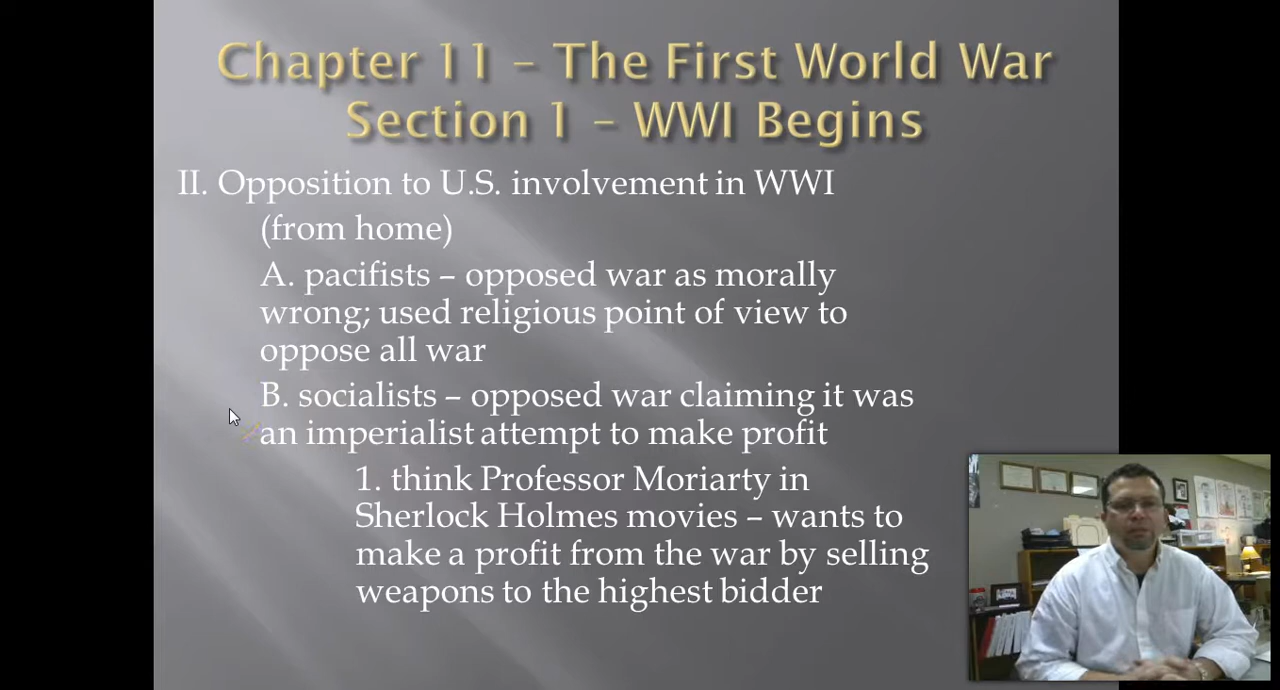 Chapter 11 – The First World War
Section 1 – WWI Begins
II. Opposition to U.S. involvement in WWI
(from home)
A. pacifists – opposed war as morally
wrong; used religious point of view to
oppose all war
B. socialists – opposed war claiming it was
an imperialist attempt to make profit
1. think Professor Moriarty in
Sherlock Holmes movies – wants to
make a profit from the war by selling
weapons to the highest bidder